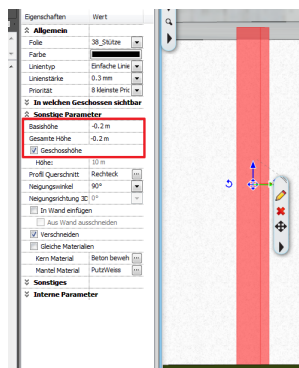 Eigenschaften Wert
Allgemein
Folie 38_Stütze
Farbe
Linientyp Einfache Linie
Linienstärke 0.3 mm
Priorität 8 kleinste Pric
In welchen Geschossen sichtbar
Sonstige Parameter
Basishöhe -0.2 m
Gesamte Höhe -0.2 m
Geschosshöhe
Höhe: 10 m
Profil Querschnitt Rechteck ...
Neigungswinkel 90°
Neigungsrichtung 3D 0°
In Wand einfügen
Aus Wand ausschneiden
Verschneiden
Gleiche Materialien
Kern Material Beton beweh ...
Mantel Material PutzWeiss ...
Sonstiges
Interne Parameter